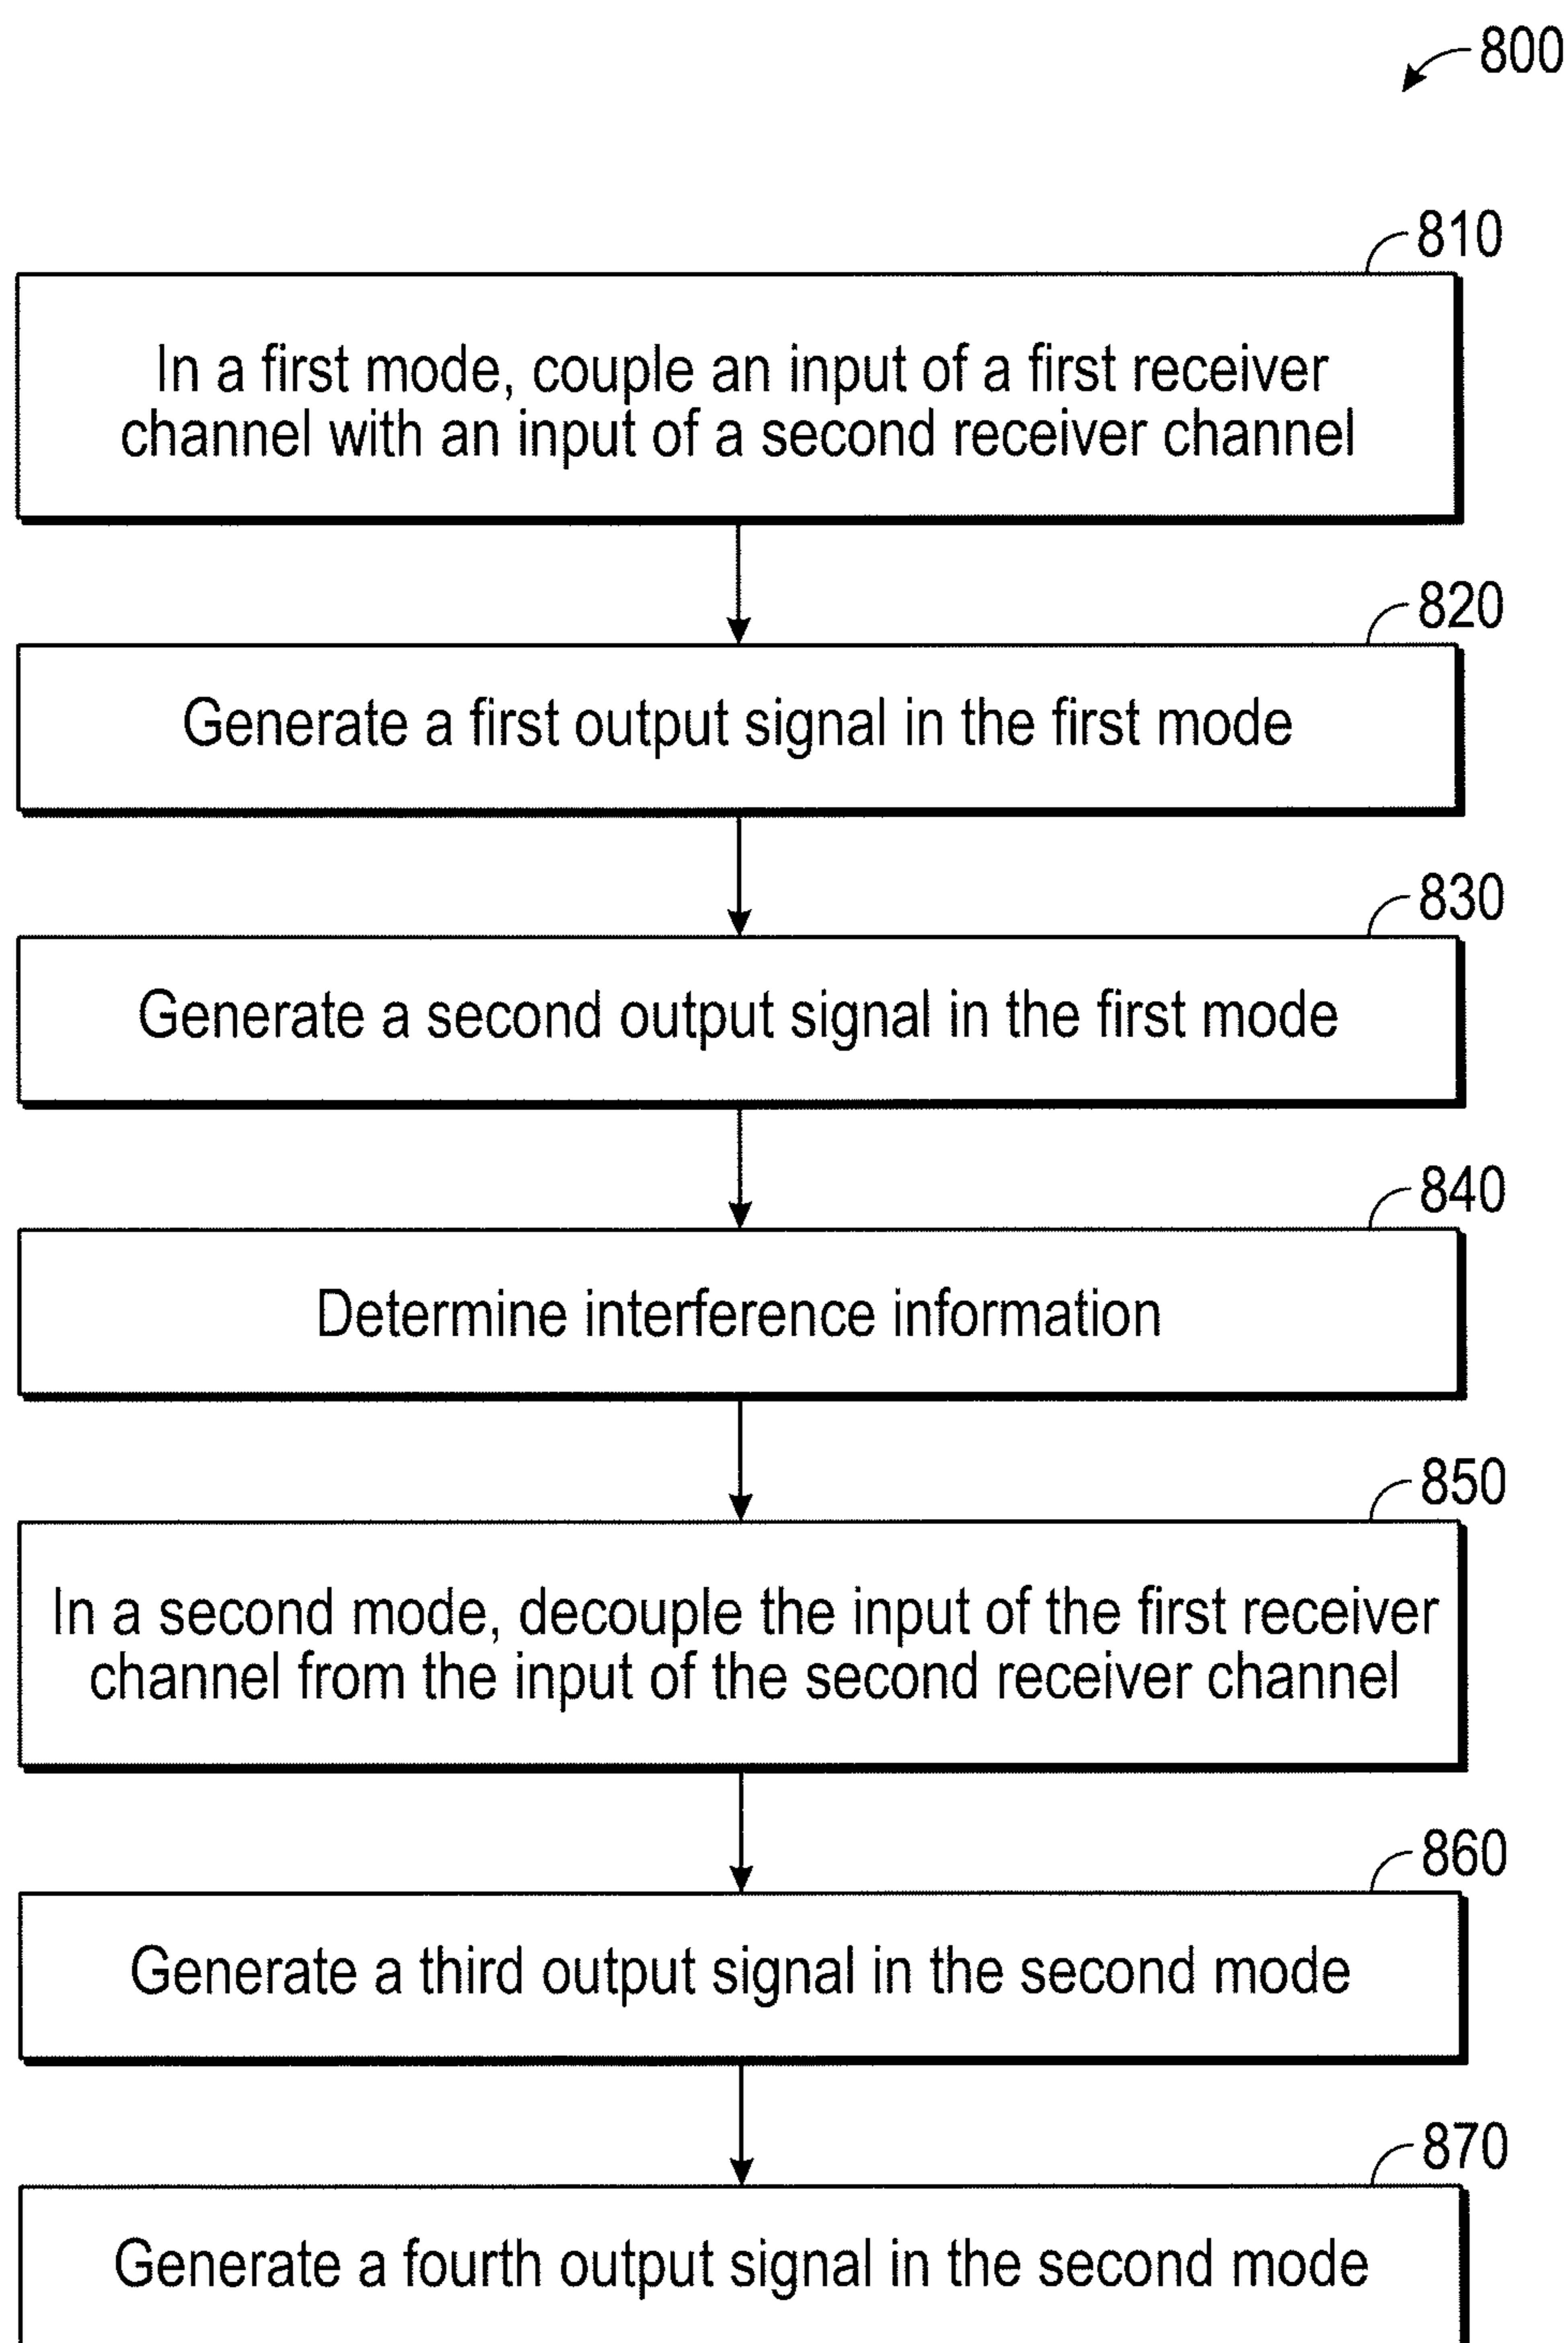 800
810
In a first mode, couple an input of a first receiver
channel with an input of a second receiver channel
820
Generate a first output signal in the first mode
830
Generate a second output signal in the first mode
840
Determine interference information
850
In a second mode, decouple the input of the first receiver
channel from the input of the second receiver channel
860
Generate a third output signal in the second mode
870
Generate a fourth output signal in the second mode